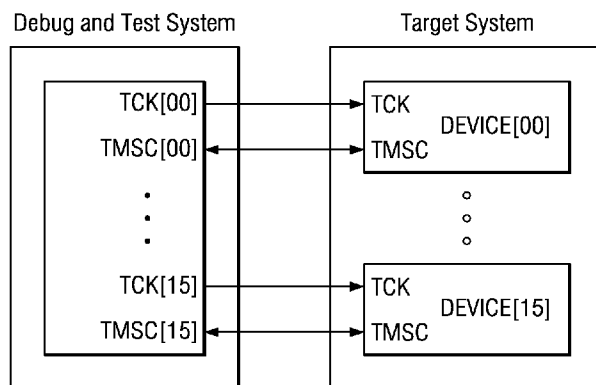 Debug and Test System
Target System
TCK[00]
TMSC[00]
TCK[15]
TMSC[15]
TCK
DEVICE[00]
TMSC
TCK
DEVICE[15]
TMSC